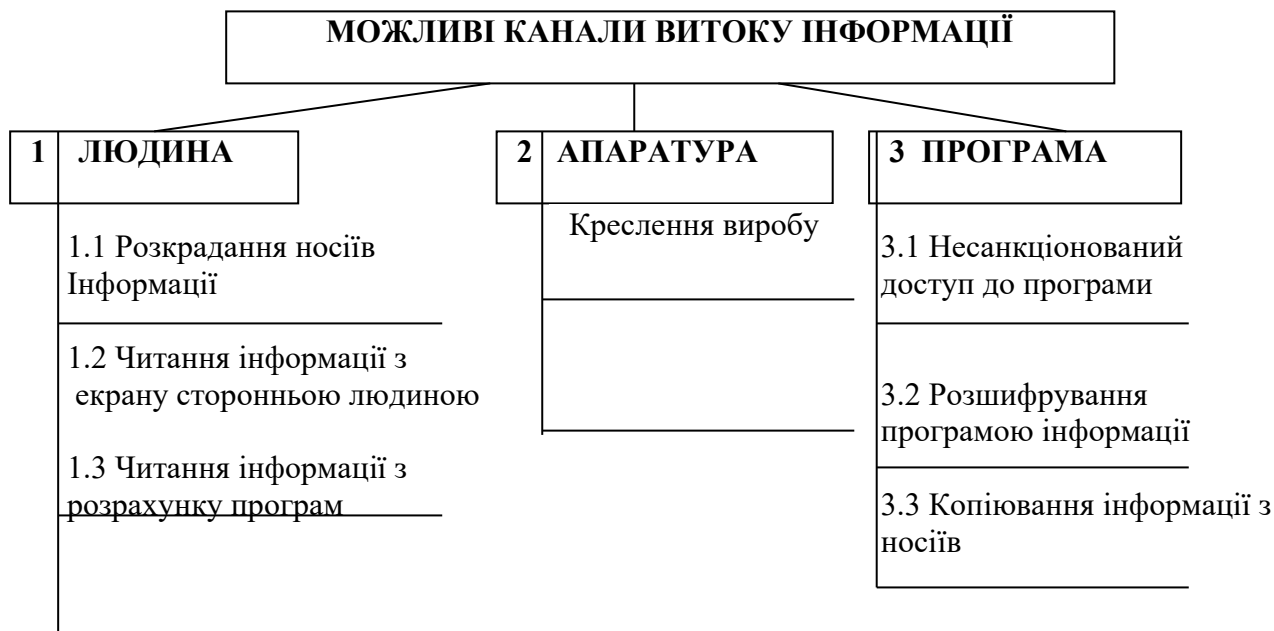 МОЖЛИВІ КАНАЛИ ВИТОКУ ІНФОРМАЦІЇ
1 ЛЮДИНА
1.1 Розкрадання носіїв
Інформації
1.2 Читання інформації з
екрану сторонньою людиною
1.3 Читання інформації з
розрахунку програм
2 АПАРАТУРА
Креслення виробу
3 ПРОГРАМА
3.1 Несанкціонований
доступ до програми
3.2 Розшифрування
програмою інформації
3.3 Копіювання інформації з
носіїв